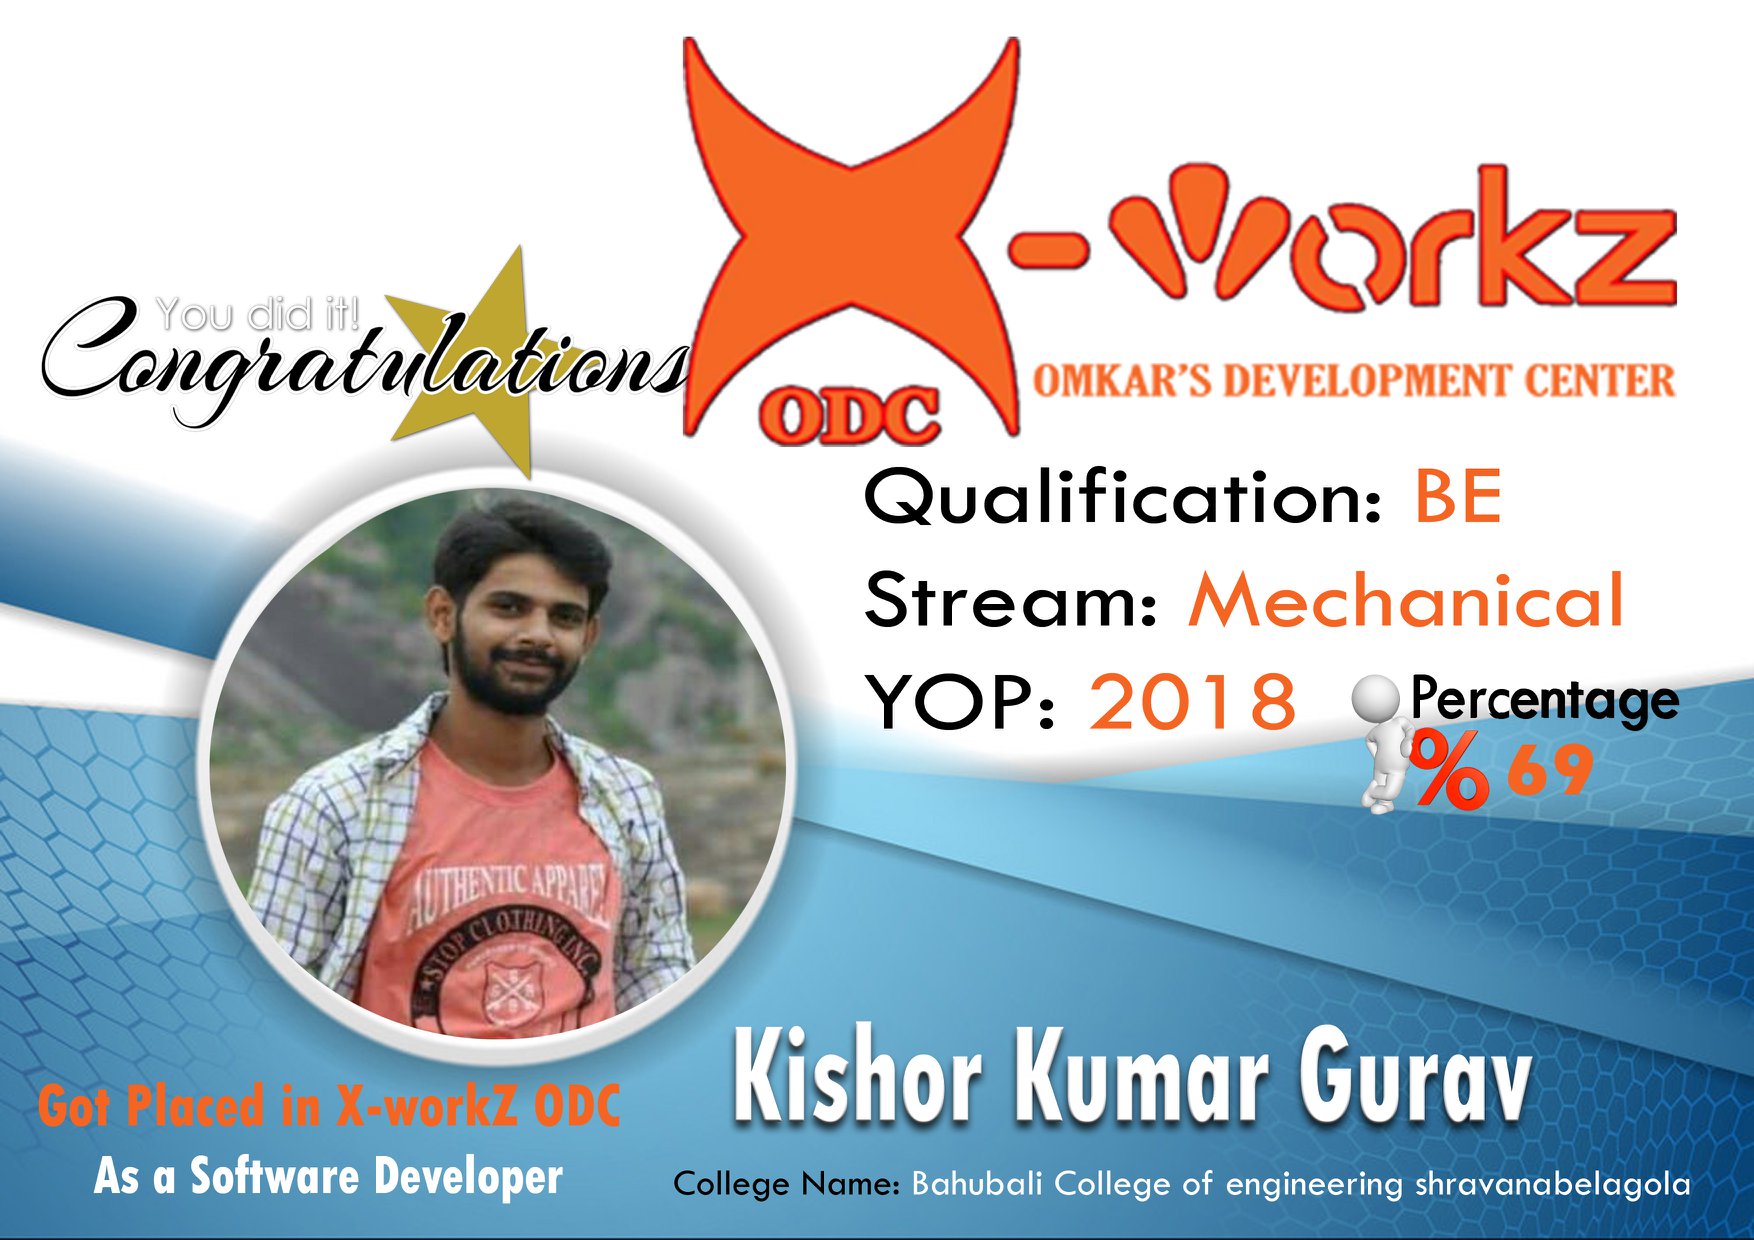 You did it!
Congratulations
X-workz
ODC
OMKAR'S DEVELOPMENT CENTER
Qualification: BE
Stream: Mechanical
YOP: 2018
Percentage
% 69
AUTHENTIC APPAREL
STOP CLOTHING INC.
Kishor Kumar Gurav
Got Placed in X-workZ ODC
As a Software Developer
College Name: Bahubali College of engineering shravanabelagola